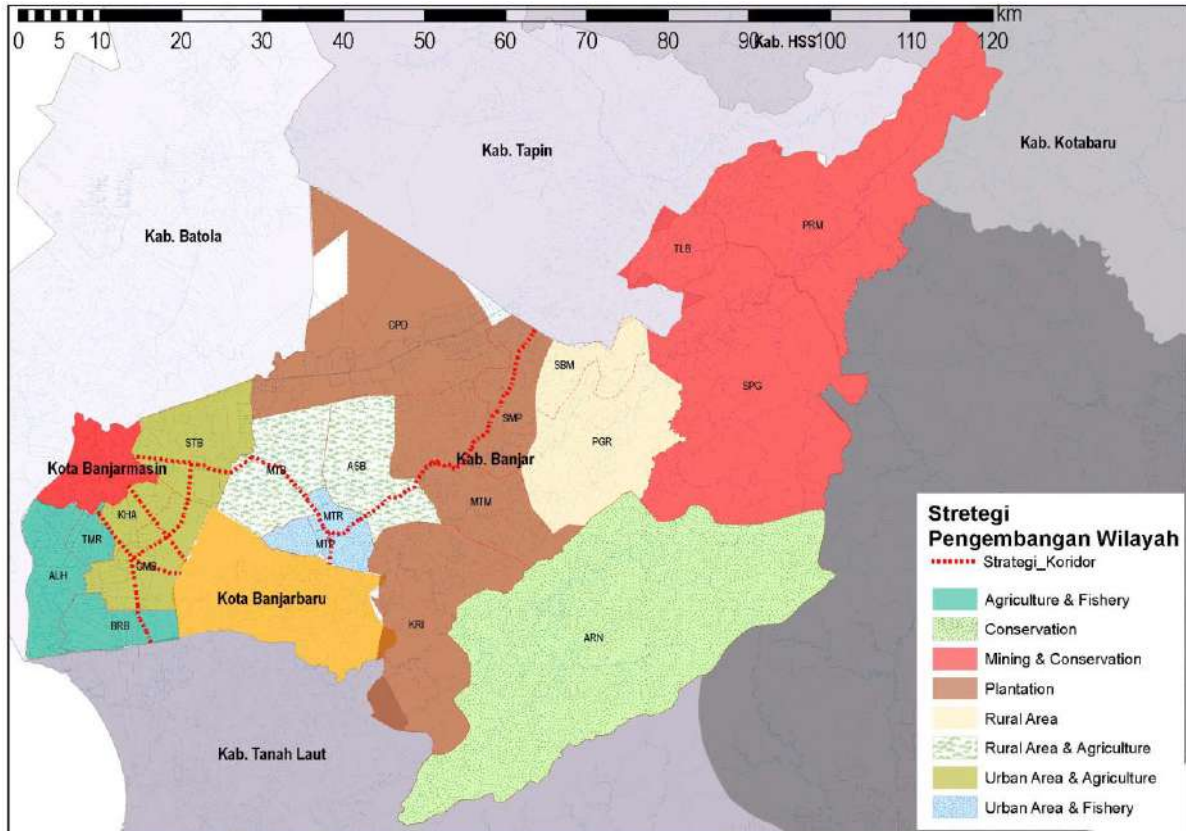 km
0 5 10 20 30 40 50 60 70 80 90 100 110 120
Kab. HSS
Kab. Tapin
Kab. Kotabaru
Kab. Batola
PRM
TLB
CPD
SBM
SPG
SMP
STB
PGR
Kota Banjarmasin
MTB
ASB
Kab. Banjar
MTM
KHA
MTR
TMR
MTP
ALH
GMB
Kota Banjarbaru
BRB
KRI
ARN
Kab. Tanah Laut
Stretegi
Pengembangan Wilayah
Strategi_Koridor
Agriculture & Fishery
Conservation
Mining & Conservation
Plantation
Rural Area
Rural Area & Agriculture
Urban Area & Agriculture
Urban Area & Fishery